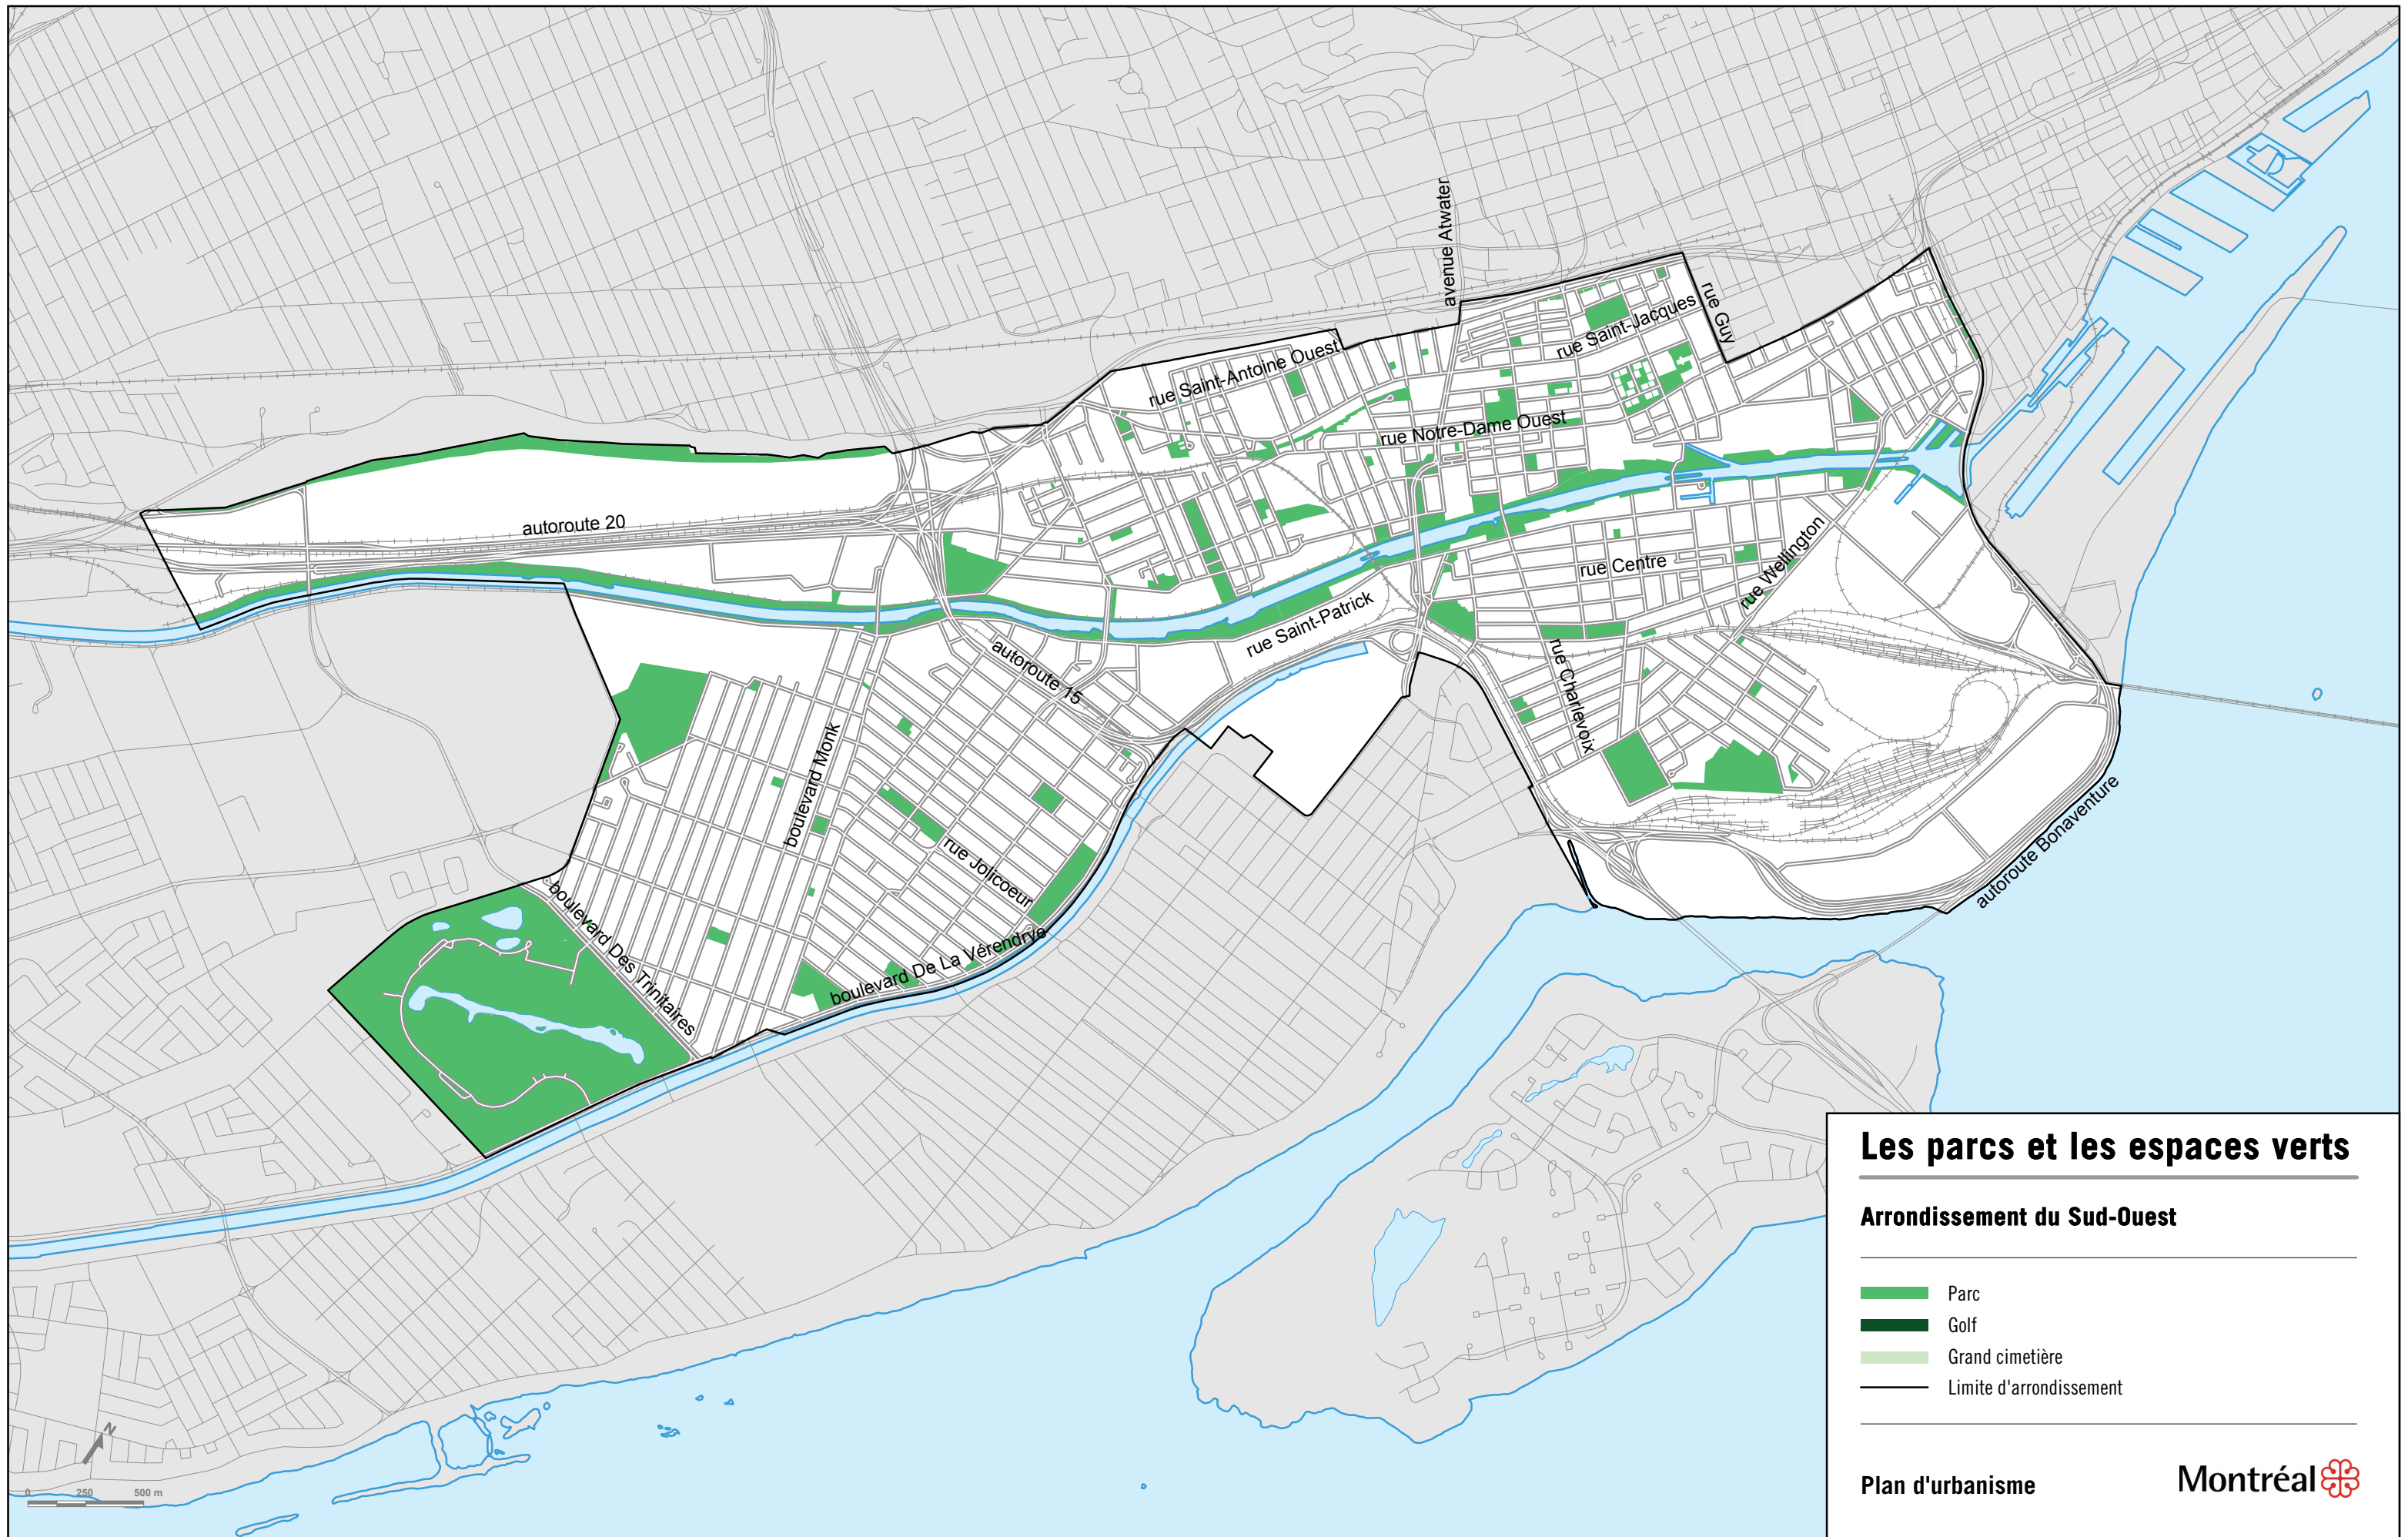 avenue Atwater
rue Guy
rue Saint-Jacques
rue Saint-Antoine Ouest
rue Notre-Dame Ouest
autoroute 20
rue Centre
rue Wellington
rue Saint-Patrick
autoroute 15
rue Charlevoix
boulevard Monk
rue Jolicoeur
autoroute Bonaventure
boulevard Des Trinitaires
boulevard De La Vérendrye
Les parcs et les espaces verts
Arrondissement du Sud-Ouest
Parc
Golf
Grand cimetière
Limite d'arrondissement
Plan d'urbanisme
Montréal
N
0 250 500 m